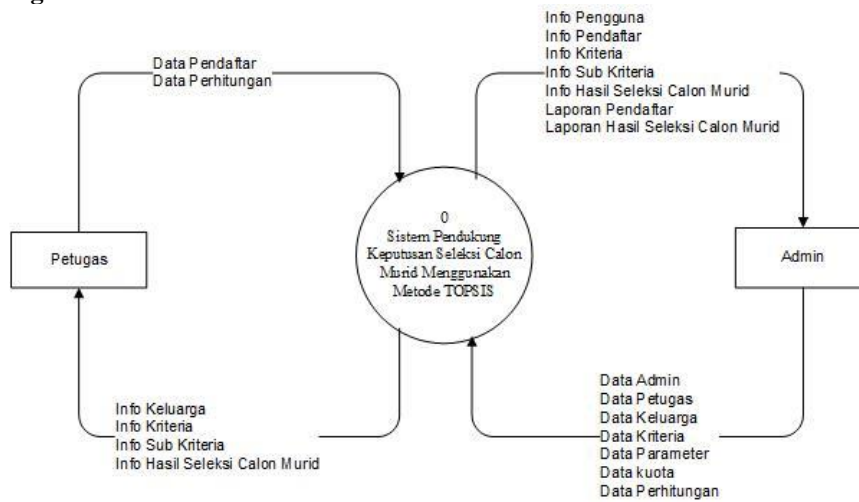 Info Pengguna
Info Pendaftar
Info Kriteria
Info Sub Kriteria
Info Hasil Seleksi Calon Murid
Laporan Pendaftar
Laporan Hasil Seleksi Calon Murid
Data Pendaftar
Data Perhitungan
0
Sistem Pendukung
Keputusan Seleksi Calon
Murid Menggunakan
Metode TOPSIS
Petugas
Admin
Info Keluarga
Info Kriteria
Info Sub Kriteria
Info Hasil Seleksi Calon Murid
Data Admin
Data Petugas
Data Keluarga
Data Kriteria
Data Parameter
Data kuota
Data Perhitungan